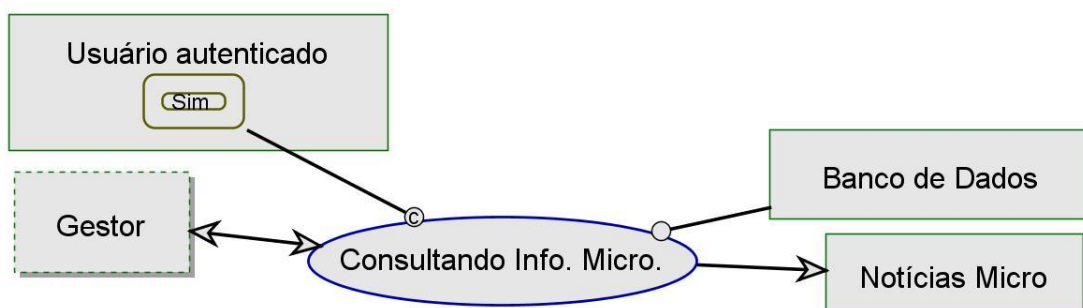 Usuário autenticado
Sim
Gestor
c
Consultando Info. Micro.
Banco de Dados
Notícias Micro